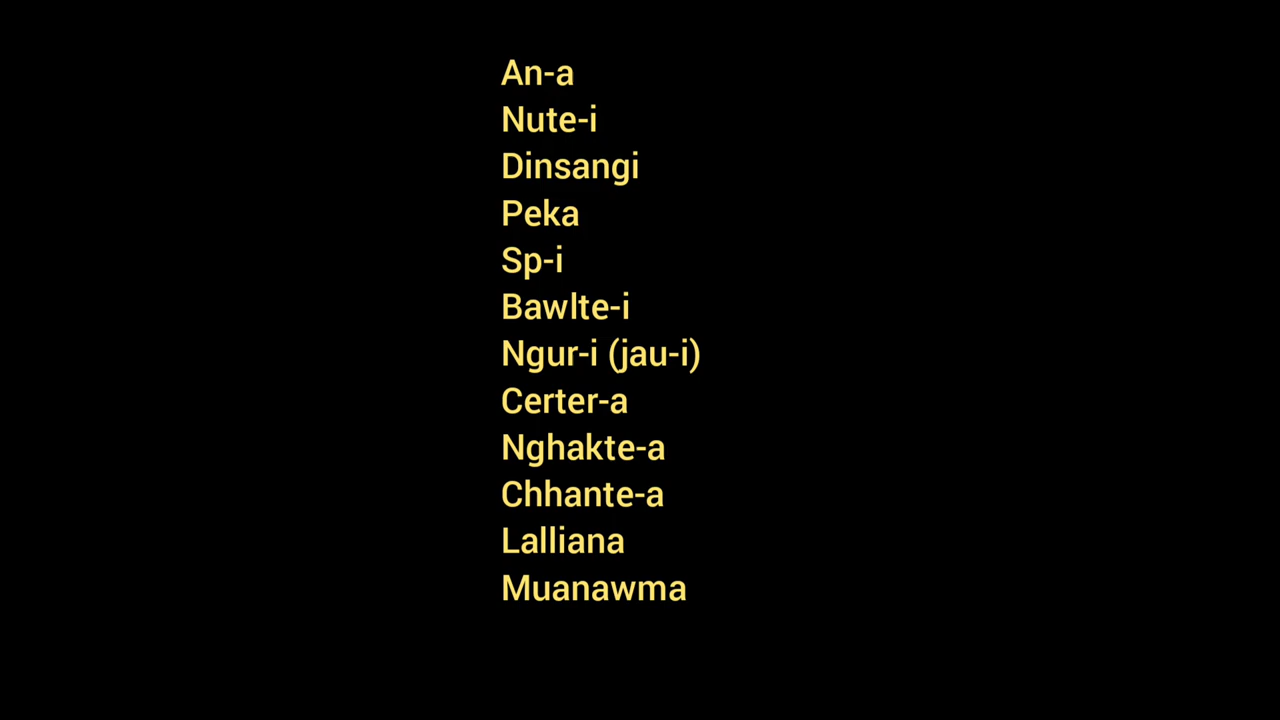 An-a
Nute-i
Dinsangi
Peka
Sp-i
Bawlte-i
Ngur-i (jau-i)
Certer-a
Nghakte-a
Chhante-a
Lalliana
Muanawma